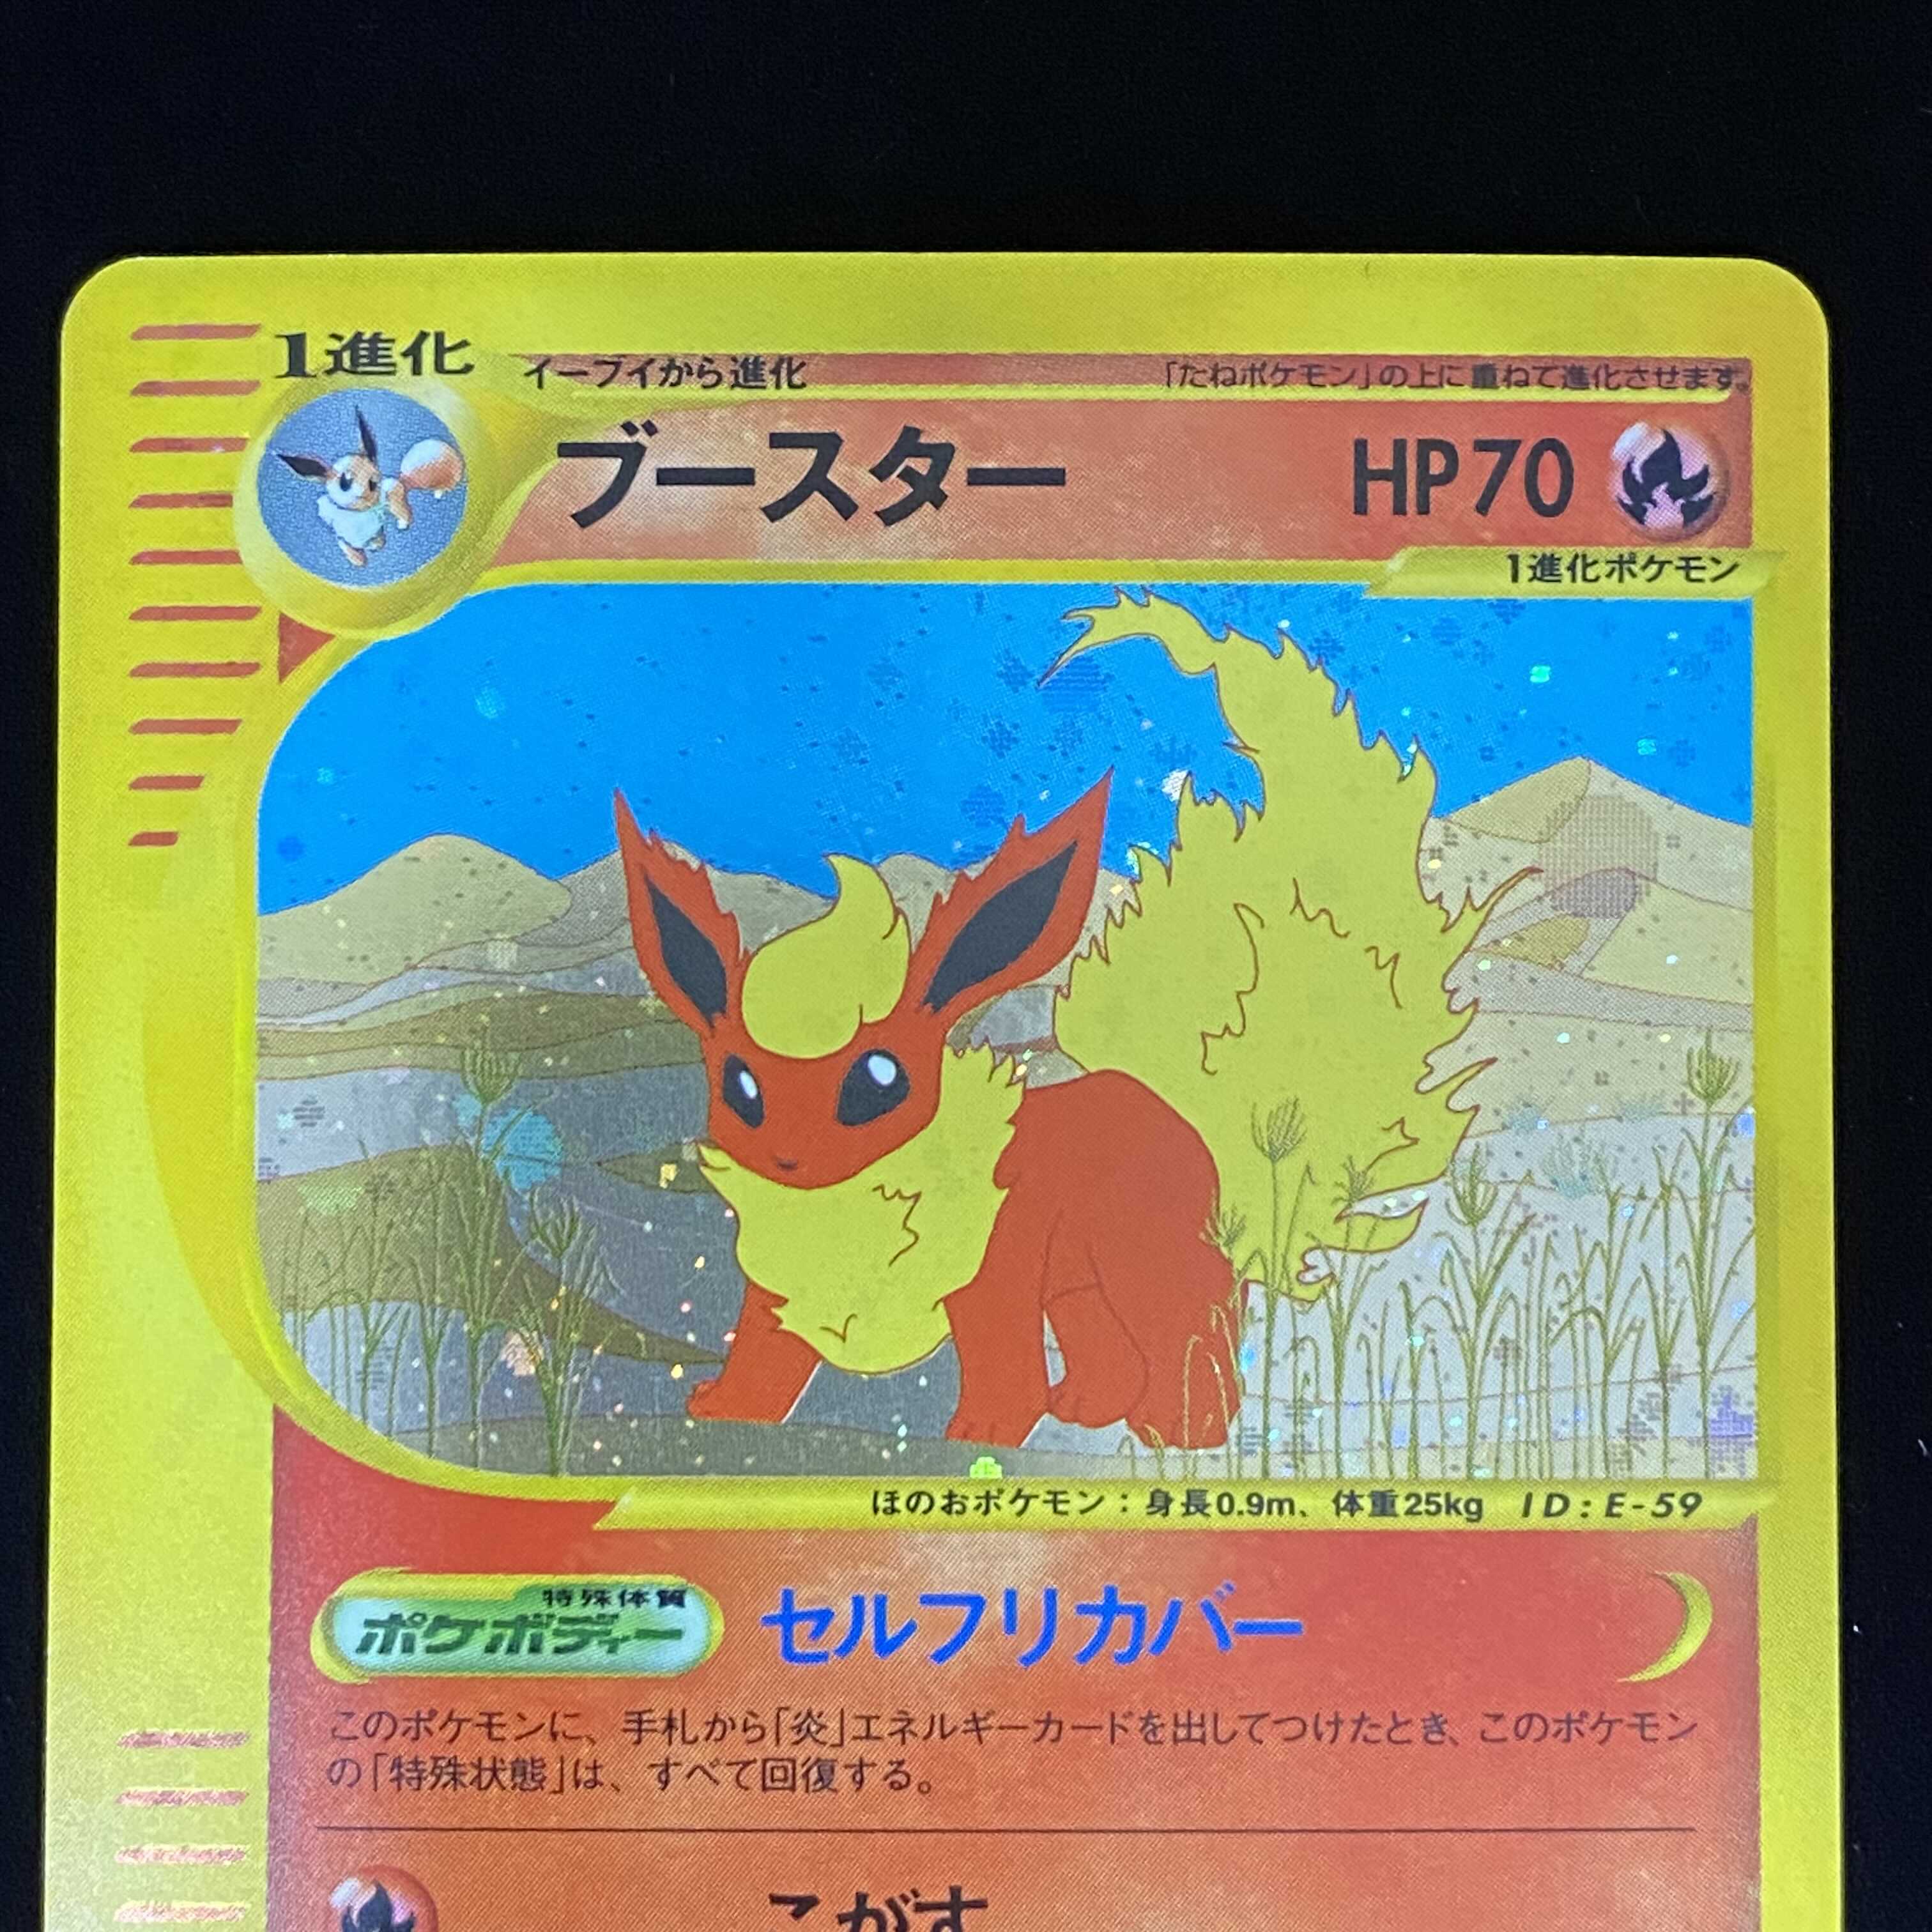 1進化
イーブイから進化
「たねポケモン」の上に重ねて進化させます。
ブースター
HP70
1進化ポケモン
ほのおポケモン：身長0.9m、体重25kg ID：E-59
特殊体質
ポケボディー
セルフリカバー
このポケモンに、手札から「炎」エネルギーカードを出してつけたとき、このポケモン
の「特殊状態」は、すべて回復する。
こがす